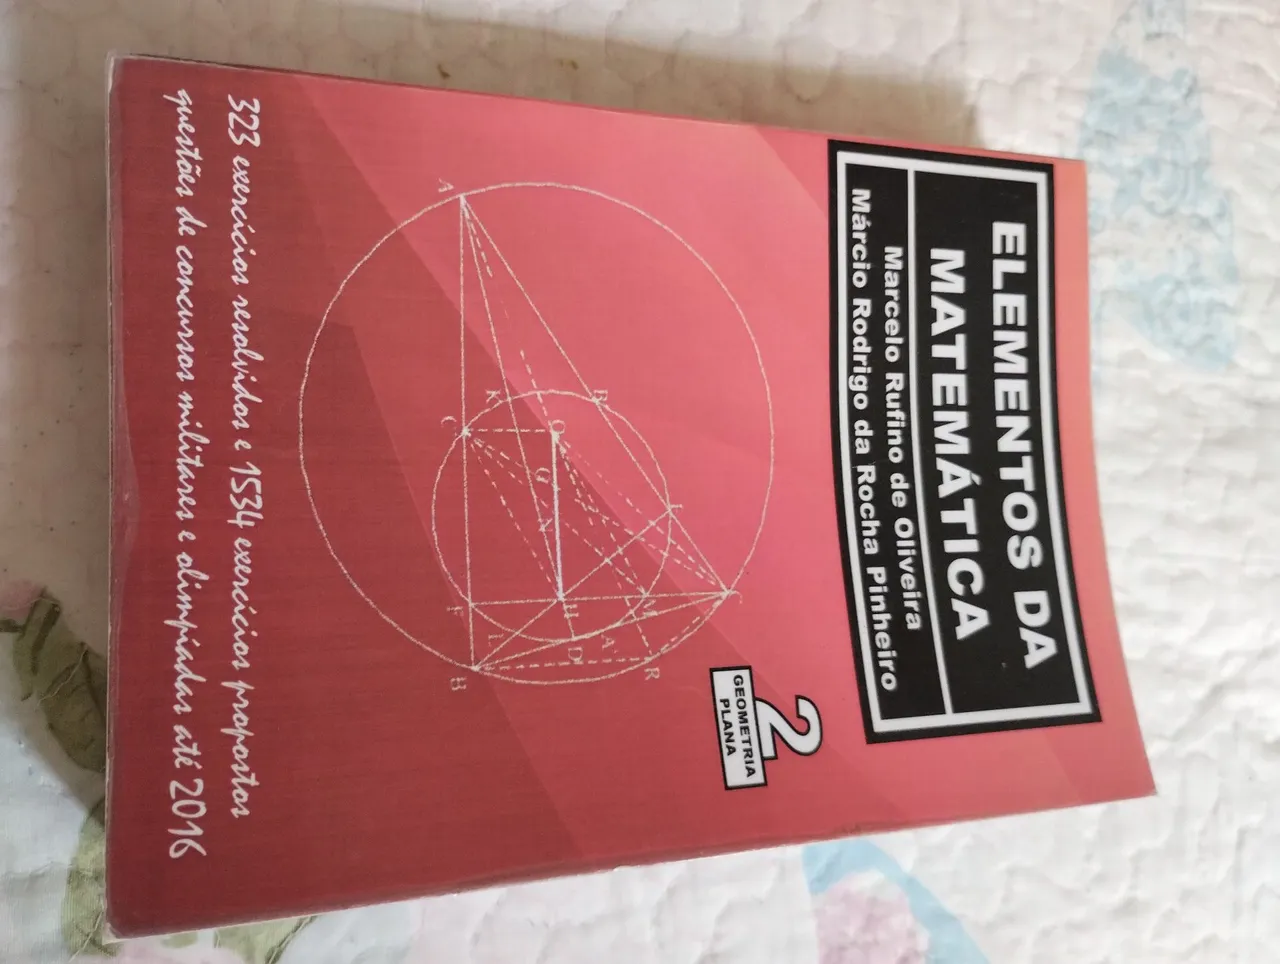 ELEMENTOS DA
MATEMÁTICA
Marcelo Rufino de Oliveira
Márcio Rodrigo da Rocha Pinheiro
2
GEOMETRIA
PLANA
C
R
B
M
A'
D
H
O
G
K
A
C
F
B
323 exercícios resolvidos e 1534 exercícios propostos
questões de concursos militares e olimpíadas até 2016